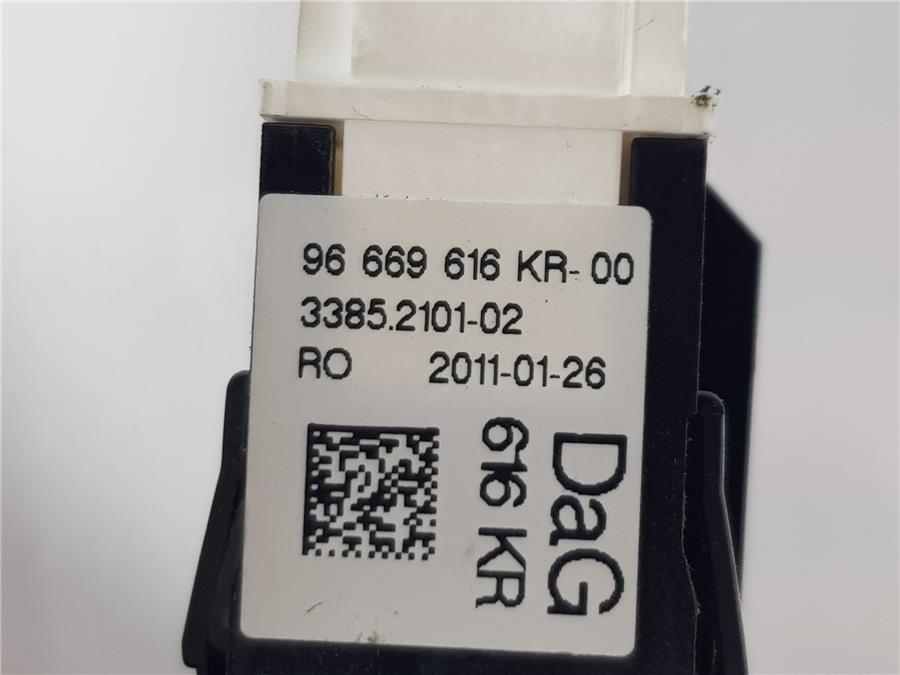 96 669 616 KR-00
3385.2101-02
RO 2011-01-26
616 KR
DaG